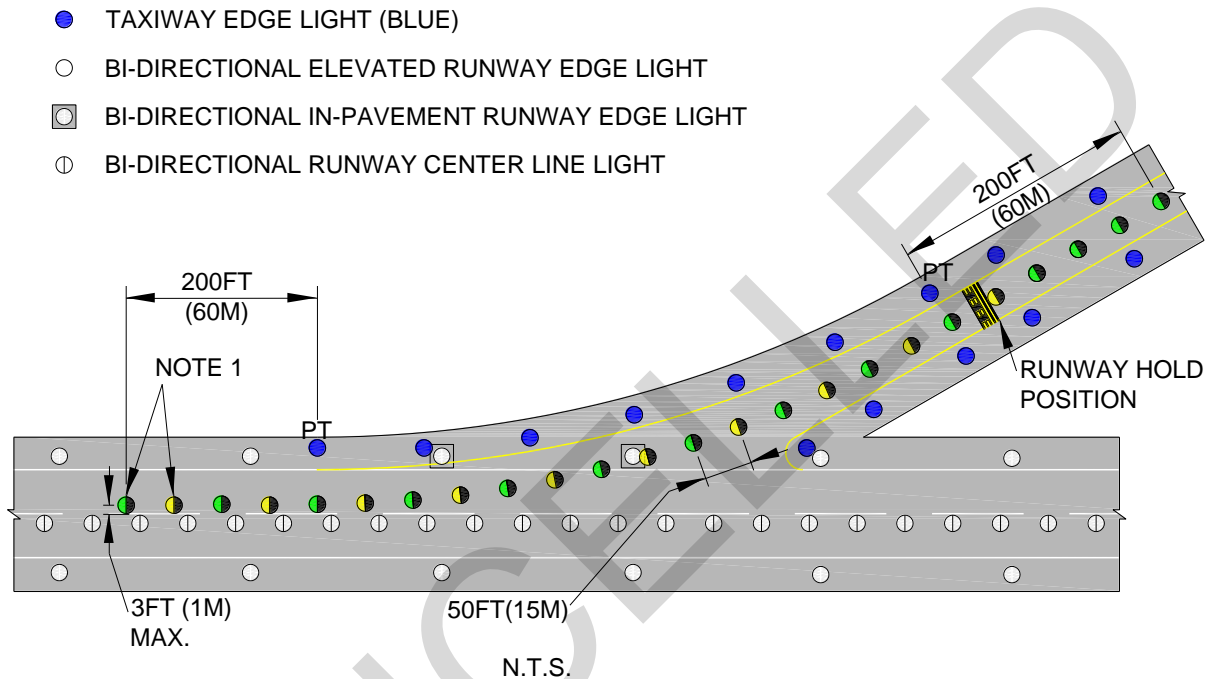 TAXIWAY EDGE LIGHT (BLUE)
BI-DIRECTIONAL ELEVATED RUNWAY EDGE LIGHT
BI-DIRECTIONAL IN-PAVEMENT RUNWAY EDGE LIGHT
BI-DIRECTIONAL RUNWAY CENTER LINE LIGHT
200FT
(60M)
PT
200FT
(60M)
NOTE 1
RUNWAY HOLD
POSITION
PT
3FT (1M)
MAX.
50FT(15M)
N.T.S.
CELLED